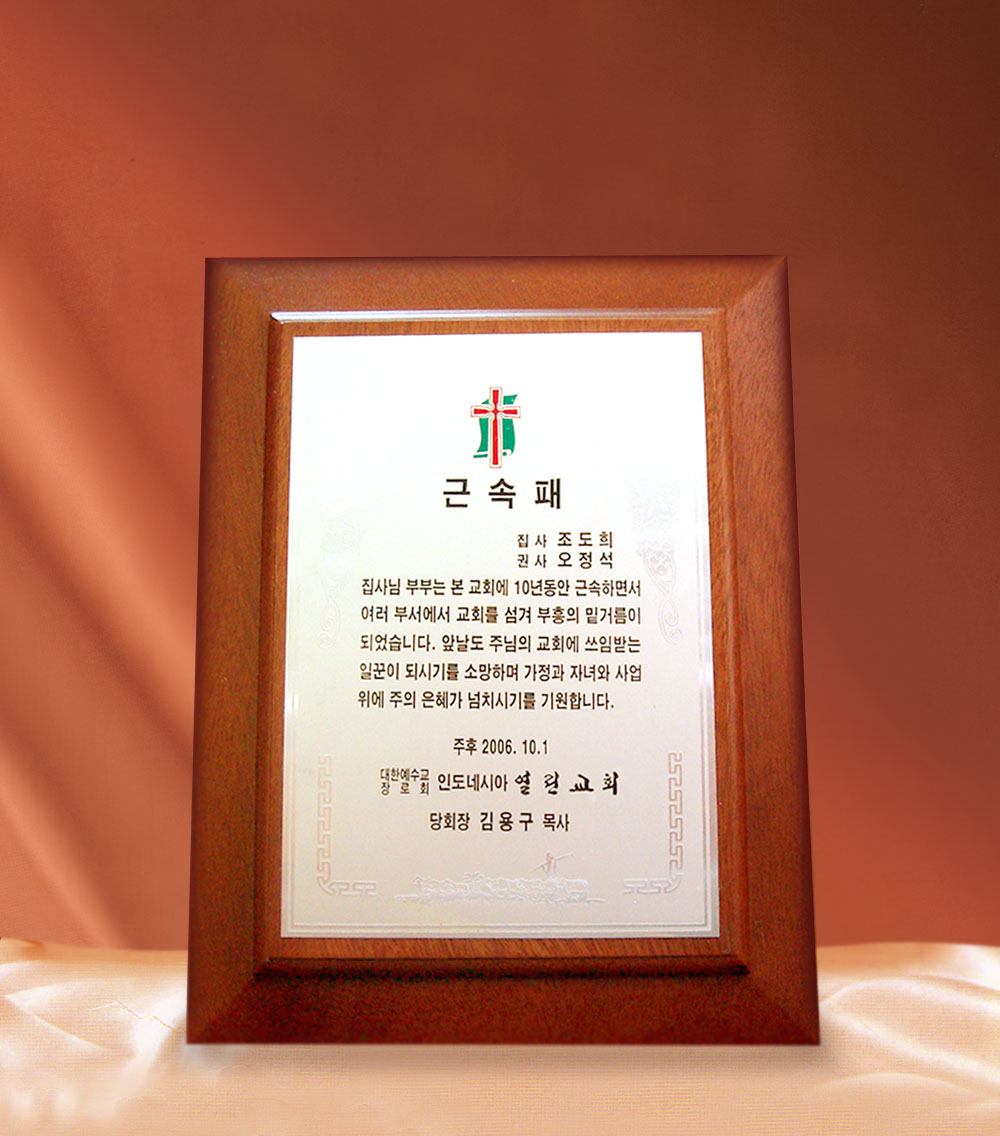 근속패
집사 조도희
권사 오정석
집사님 부부는 본 교회에 10년동안 근속하면서
여러 부서에서 교회를 섬겨 부흥의 밑거름이
되었습니다. 앞날도 주님의 교회에 쓰임받는
일꾼이 되시기를 소망하며 가정과 자녀와 사업
위에 주의 은혜가 넘치시기를 기원합니다.
주후 2006. 10.1
대한예수교
장로회 인도네시아 열린교회
당회장 김용구 목사